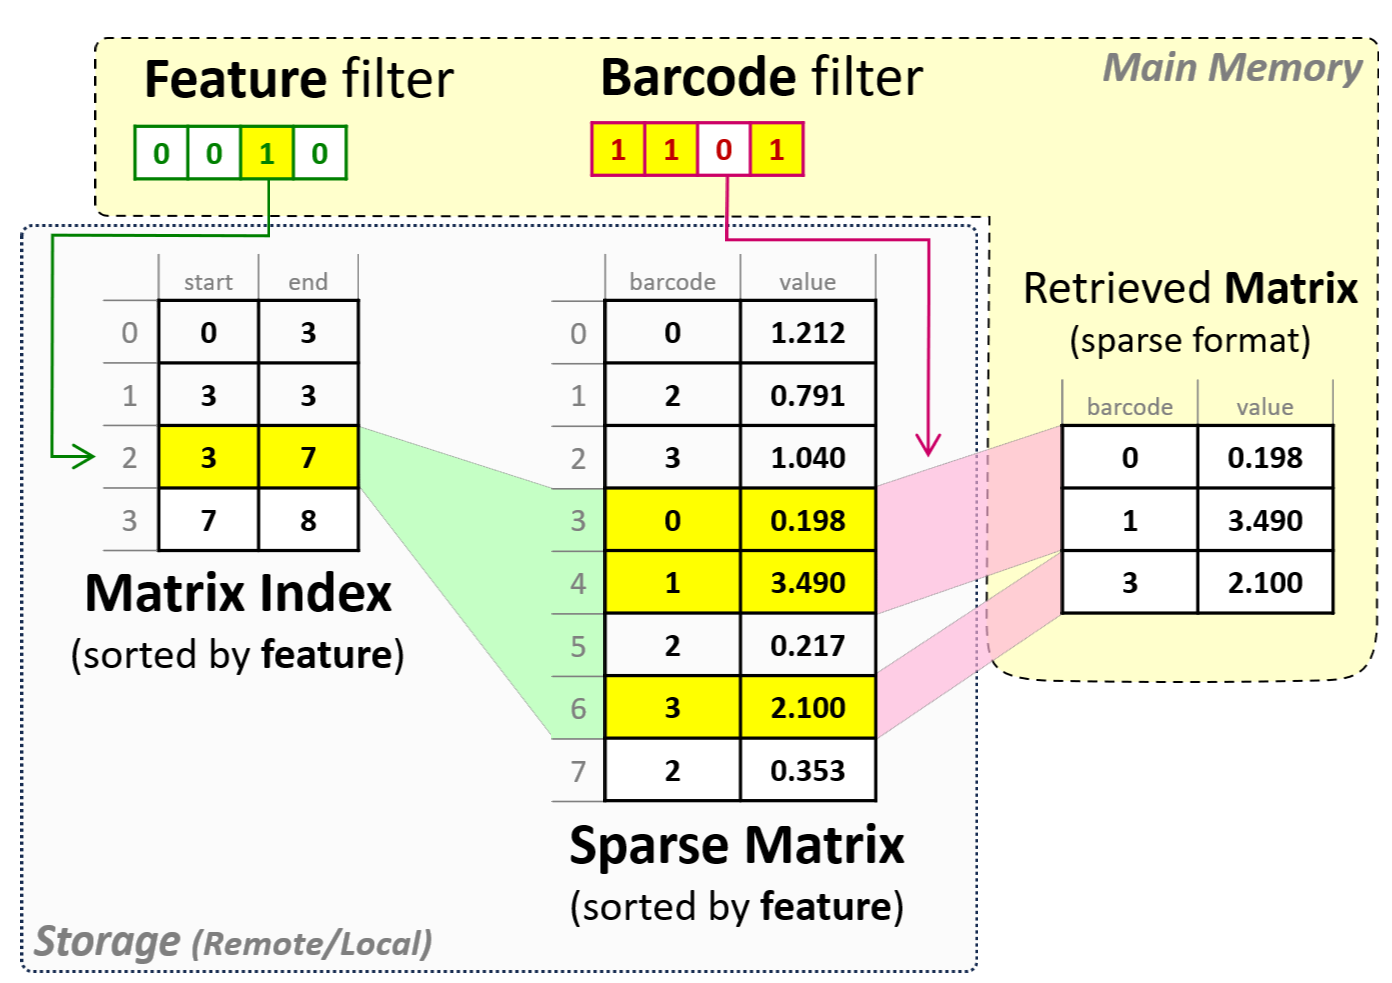 Main Memory
Feature filter
0 0 1 0
Barcode filter
1 1 0 1
start end
0 0 3
1 3 3
2 3 7
3 7 8
Matrix Index
(sorted by feature)
barcode value
0 0 1.212
1 2 0.791
2 3 1.040
3 0 0.198
4 1 3.490
5 2 0.217
6 3 2.100
7 2 0.353
Sparse Matrix
(sorted by feature)
Retrieved Matrix
(sparse format)
barcode value
0 0.198
1 3.490
3 2.100
Storage (Remote/Local)